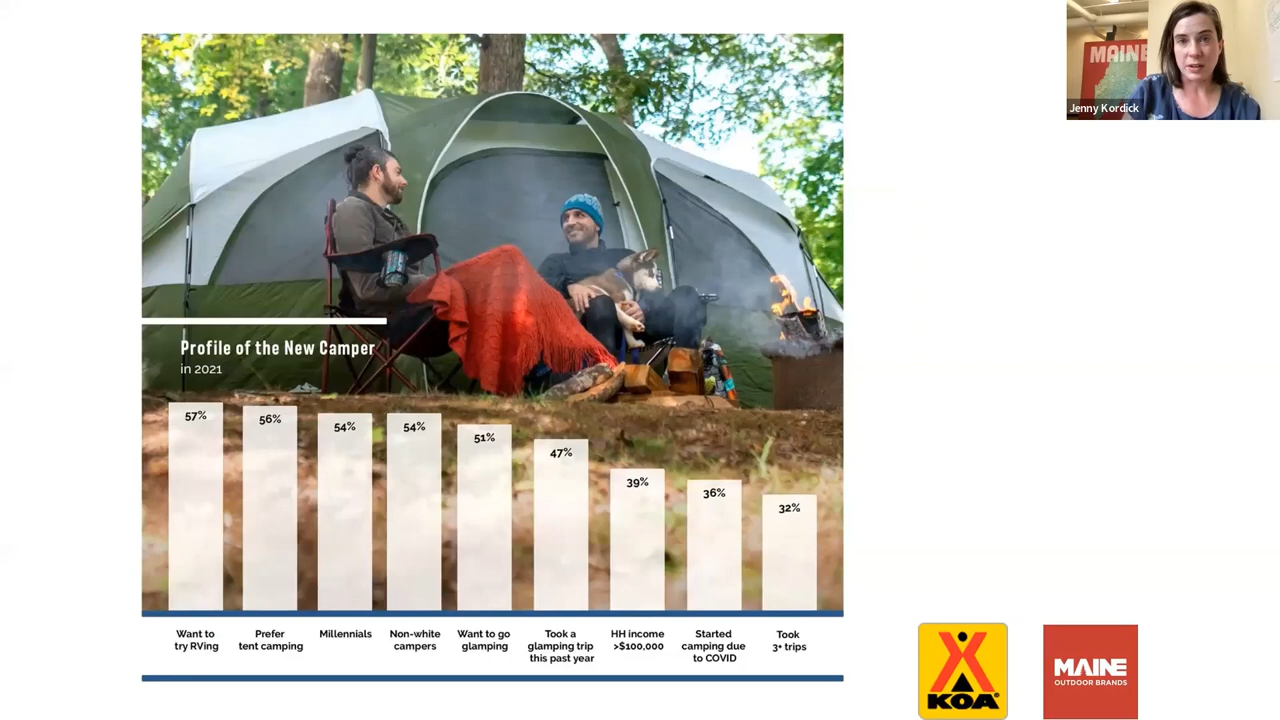 MAINE
Jenny Kordick
Profile of the New Camper
in 2021
57%
56%
54%
54%
51%
47%
39%
36%
32%
Want to
try RVing
Prefer
tent camping
Millennials
Non-white
campers
Want to go
glamping
Took a
glamping trip
this past year
HH income
>$100,000
Started
camping due
to COVID
Took
3+ trips
KOA®
MAINE
OUTDOOR BRANDS